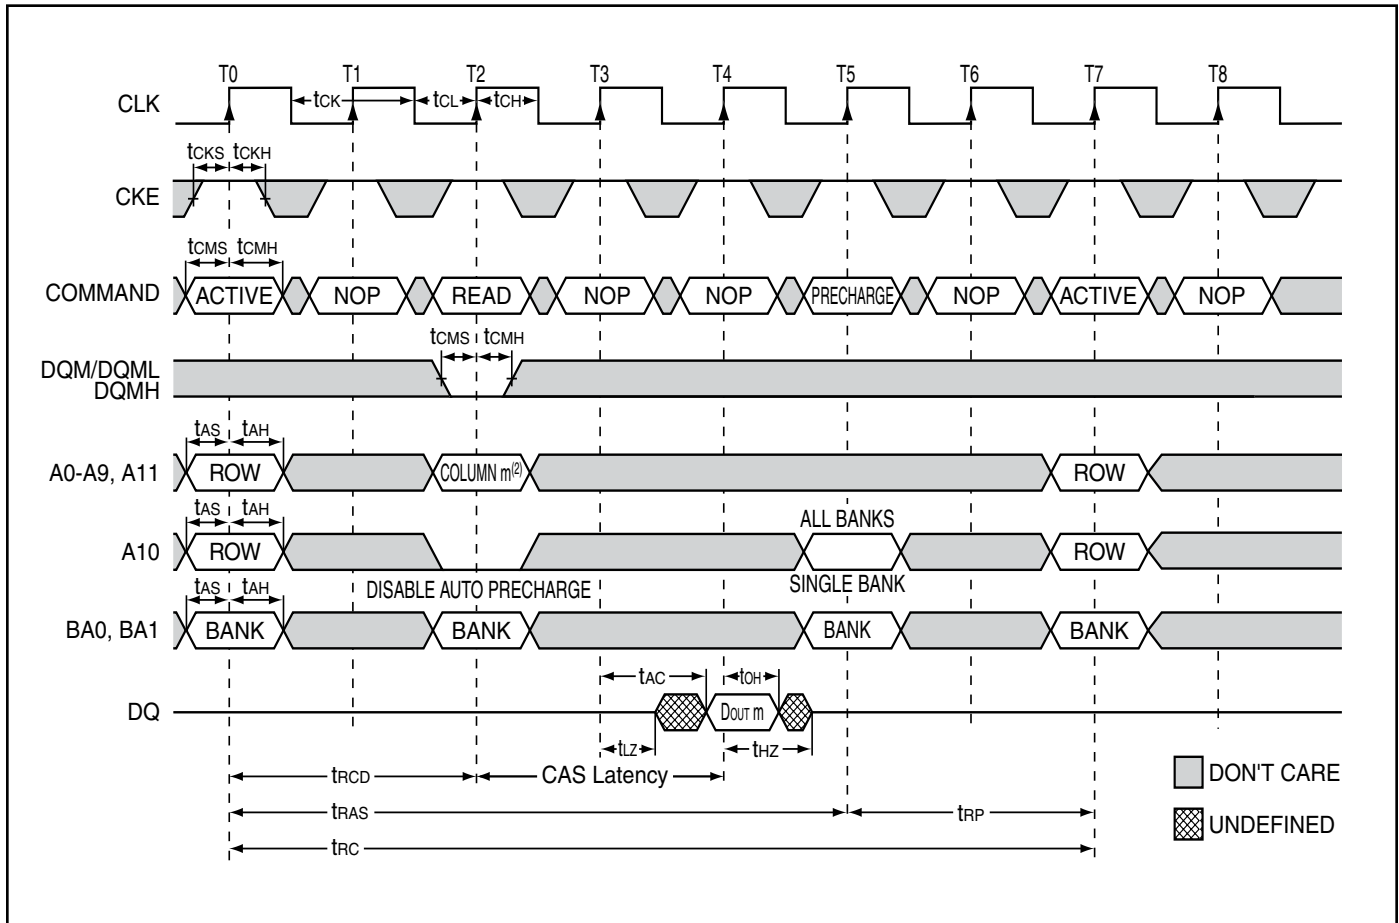 T0 T1 T2 T3 T4 T5 T6 T7 T8
CLK tCK tCL tCH
tCKS tCKH
CKE
tCMS tCMH
COMMAND ACTIVE NOP READ NOP NOP PRECHARGE NOP ACTIVE NOP
tCMS tCMH
DQM/DQML
DQMH
tAS tAH
A0-A9, A11 ROW COLUMN m(2) ROW
tAS tAH ALL BANKS
A10 ROW ROW
DISABLE AUTO PRECHARGE SINGLE BANK
tAS tAH
BA0, BA1 BANK BANK BANK BANK
tAC tOH
DQ DOUT m
tLZ tHZ
tRCD CAS Latency
DON'T CARE
tRAS tRP
UNDEFINED
tRC